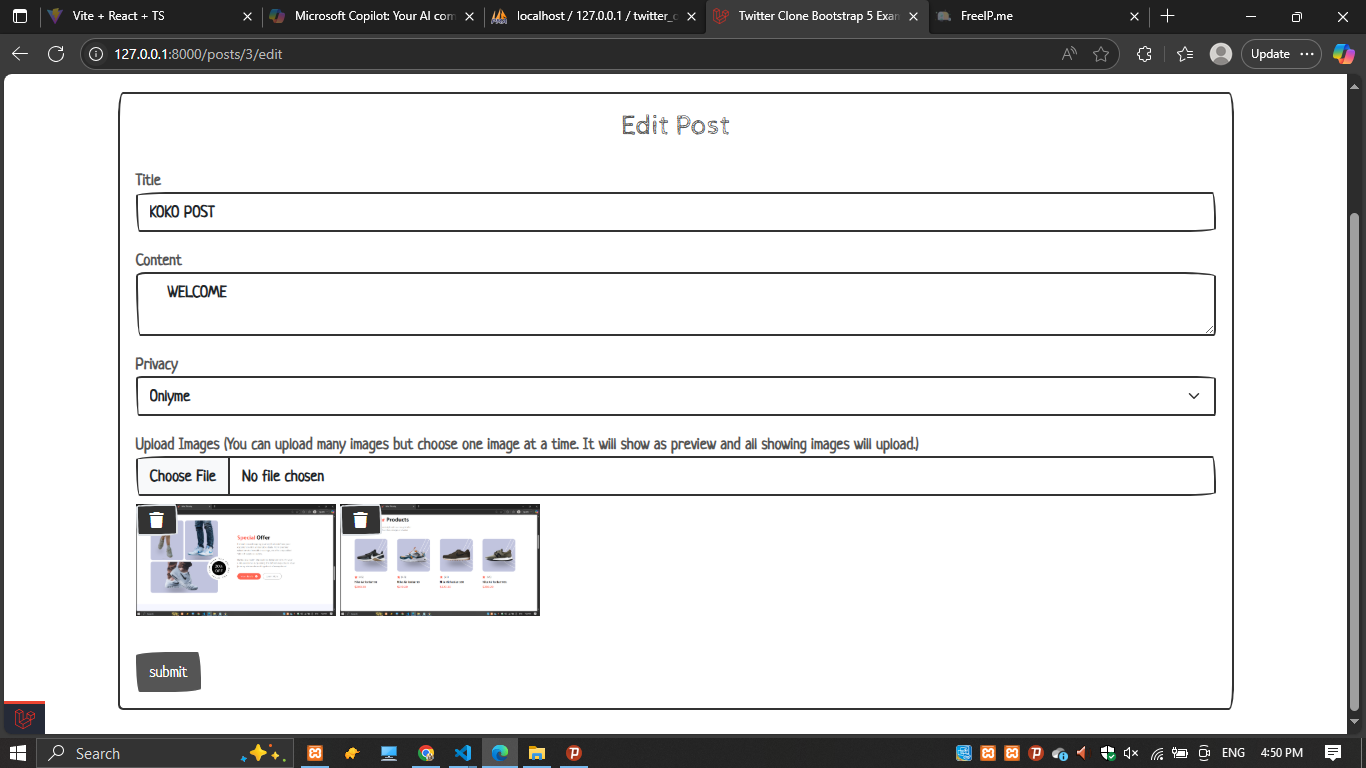 Vite + React + TS
Microsoft Copilot: Your AI com
localhost / 127.0.0.1 / twitter_c
Twitter Clone Bootstrap 5 Exan
FreeIP.me
127.0.0.1:8000/posts/3/edit
Update
Edit Post
Title
KOKO POST
Content
WELCOME
Privacy
Onlyme
Upload Images (You can upload many images but choose one image at a time. It will show as preview and all showing images will upload.)
Choose File No file chosen
Special Offer
Products
submit
Search
ENG
4:50 PM